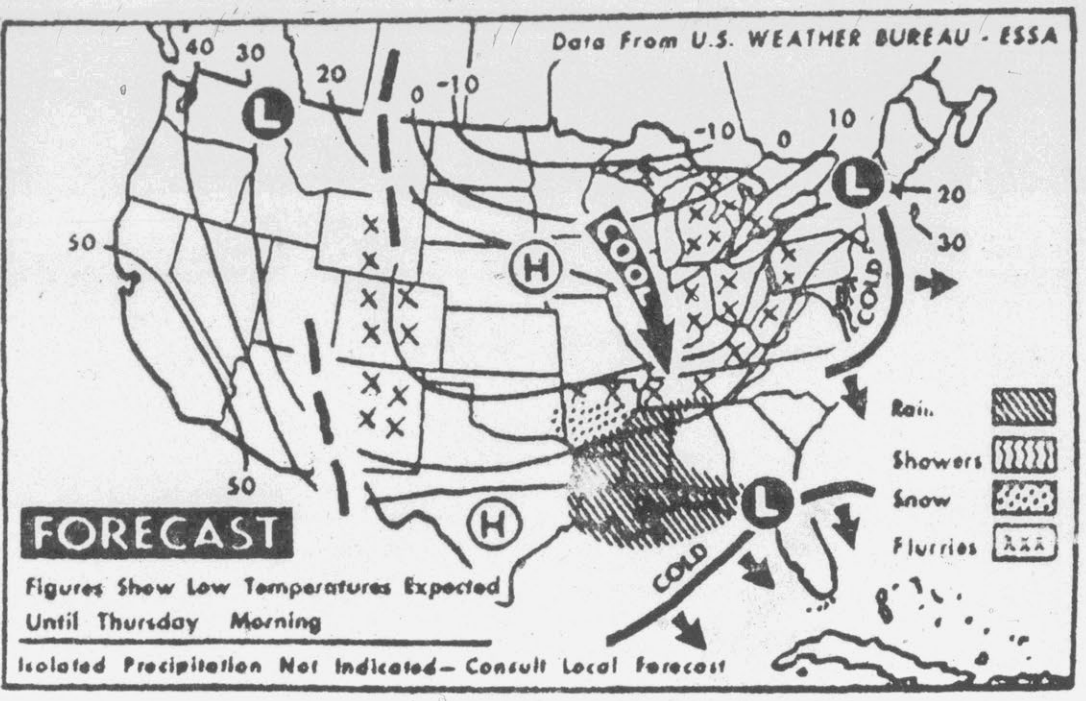 Data From U.S. WEATHER BUREAU - ESSA
40
30
20
0
-10
-10
0
10
L
L
20
30
50
COOL
H
COLD
Rain
Showers
Snow
Flurries
XXX
50
L
H
COLD
FORECAST
Figures Show Low Temperatures Expected
Until Thursday Morning
Isolated Precipitation Not Indicated— Consult Local Forecast